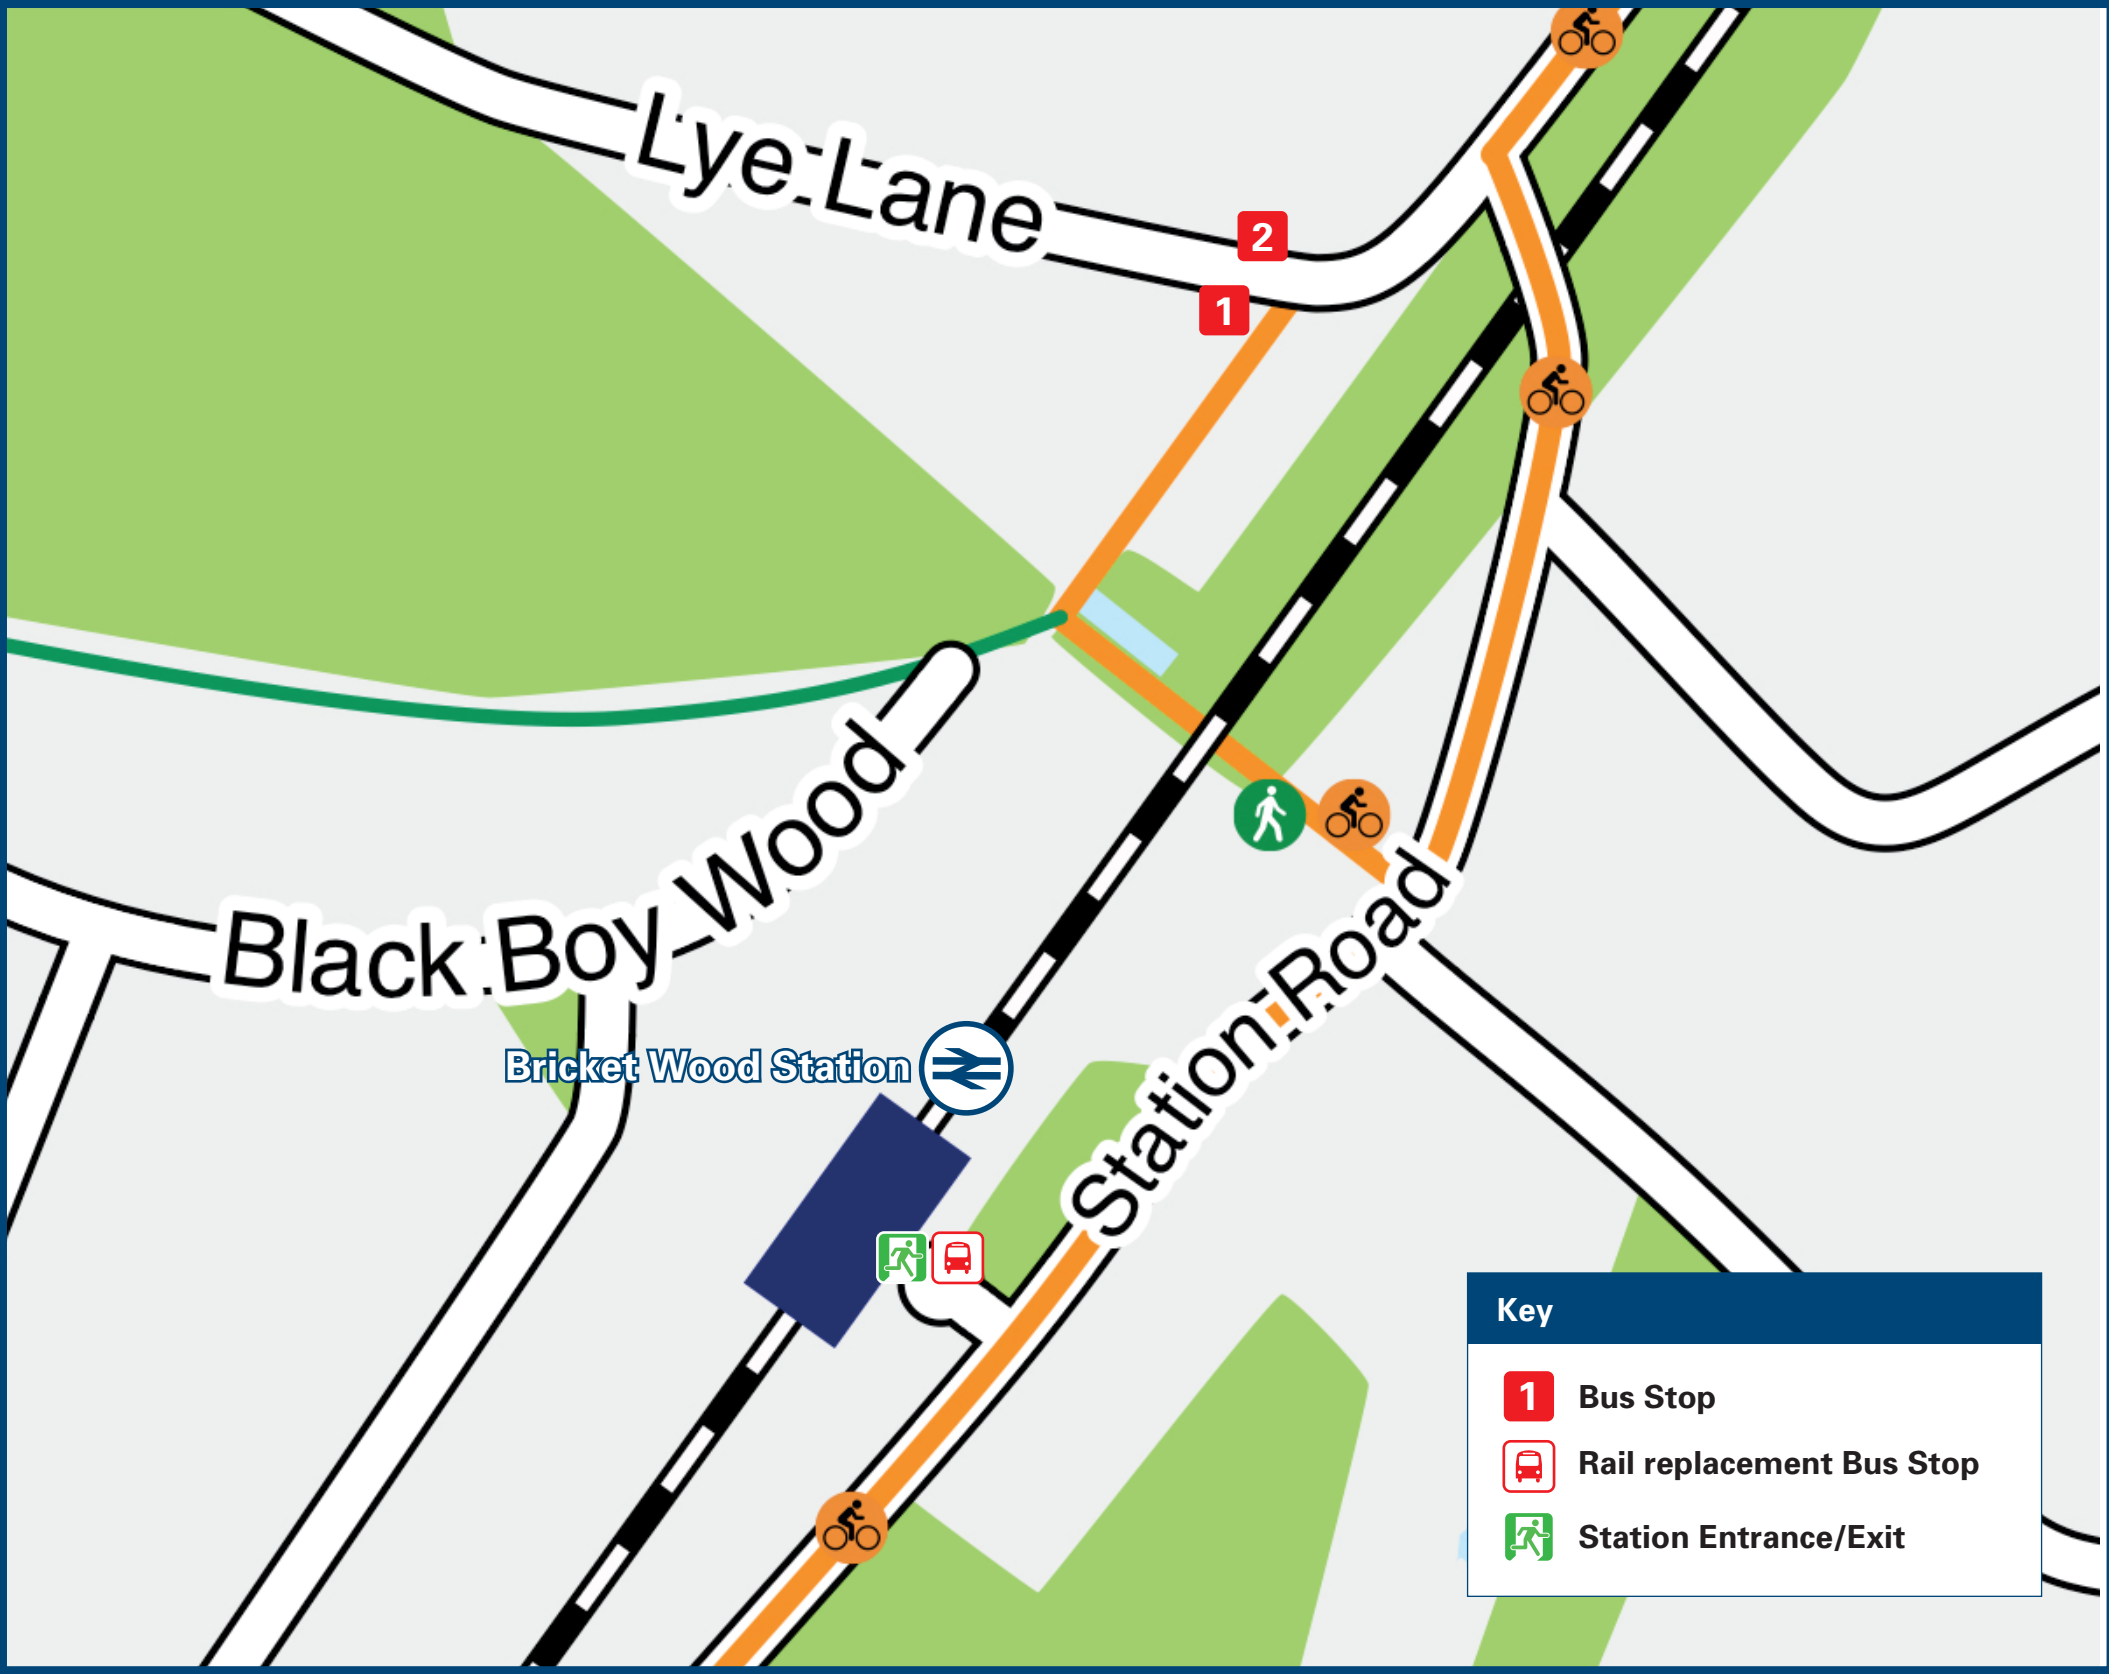 Lye Lane
2
1
Black Boy Wood
Station Road
Bricket Wood Station
Key
1 Bus Stop
Rail replacement Bus Stop
Station Entrance/Exit